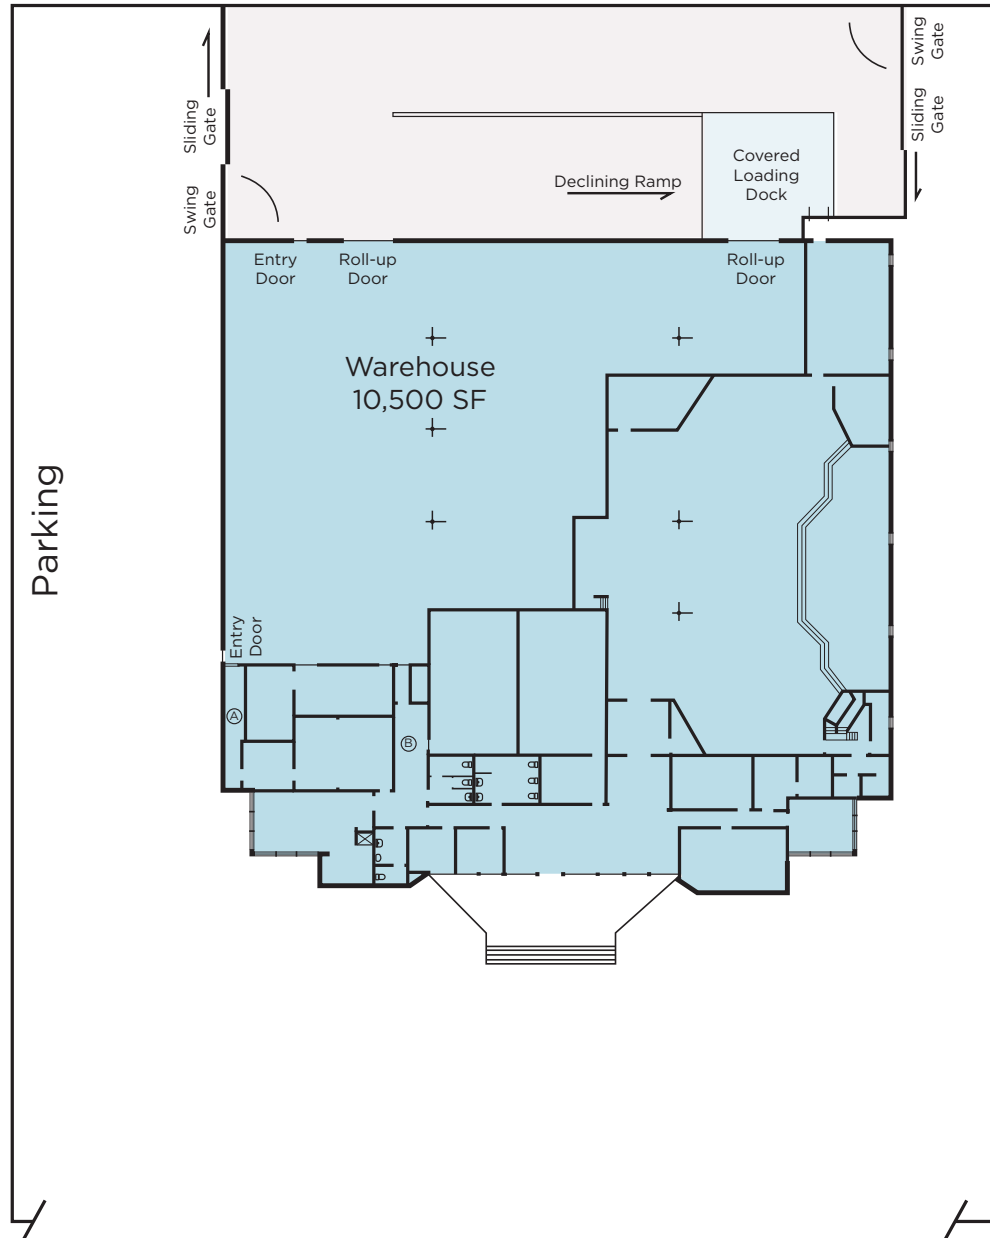 Swing
Gate
Sliding
Gate
Sliding
Gate
Covered
Loading
Dock
Declining Ramp
Swing
Gate
Entry
Door
Roll-up
Door
Roll-up
Door
Warehouse
10,500 SF
Parking
Entry
Door
A
B